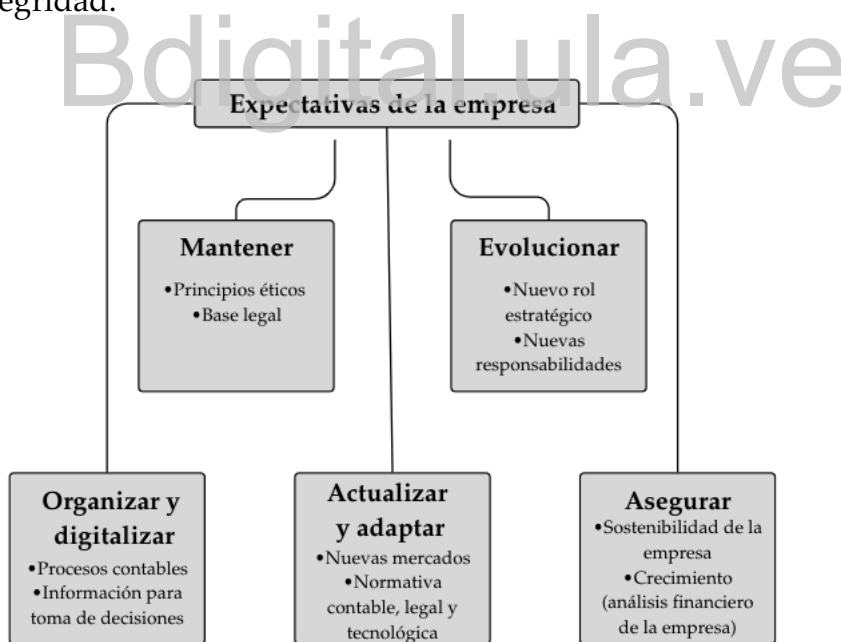 egridad.
Bdigital.ula.ve
Expectativas de la empresa
Mantener
•Principios éticos
•Base legal
Evolucionar
•Nuevo rol
estratégico
•Nuevas
responsabilidades
Organizar y
digitalizar
•Procesos contables
•Información para
toma de decisiones
Actualizar
y adaptar
•Nuevas mercados
•Normativa
contable, legal y
tecnológica
Asegurar
•Sostenibilidad de la
empresa
•Crecimiento
(análisis financiero
de la empresa)